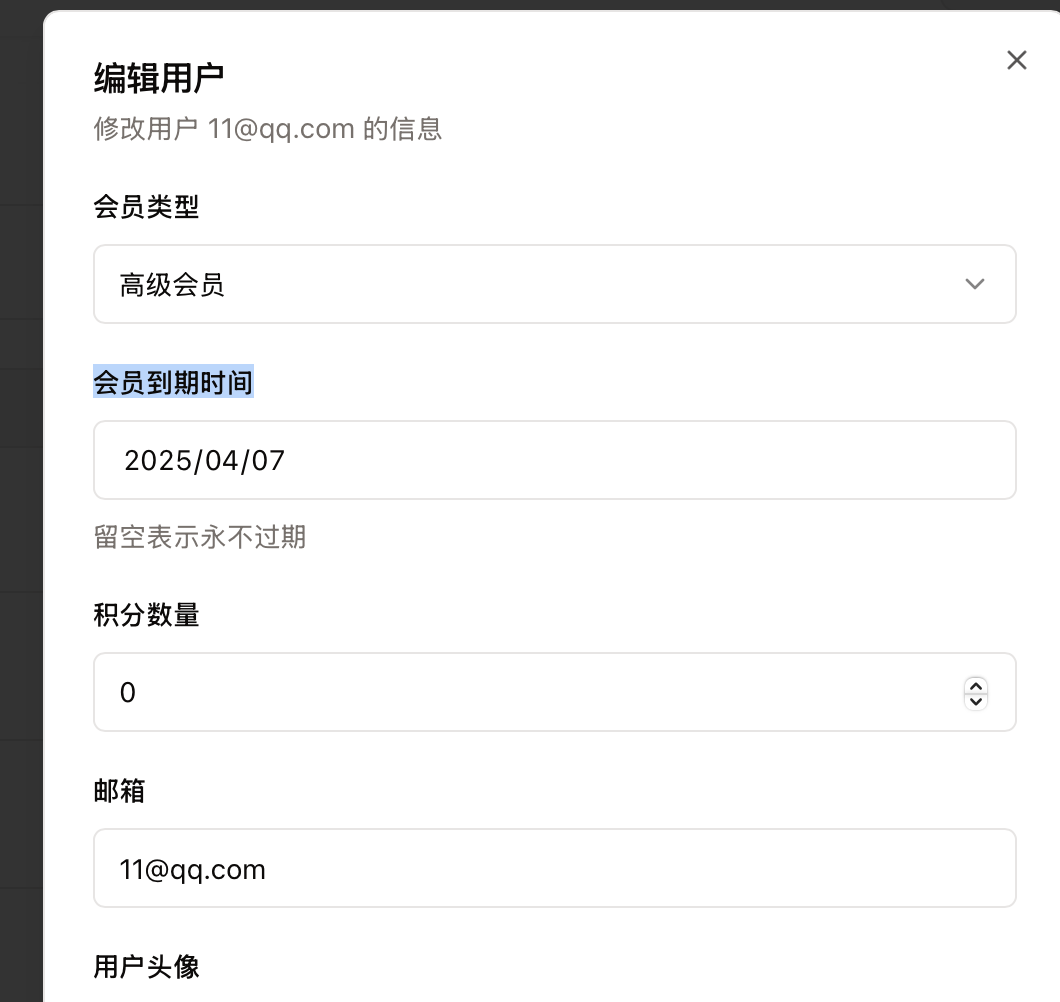 编辑用户
修改用户 11@qq.com 的信息
会员类型
高级会员
会员到期时间
2025/04/07
留空表示永不过期
积分数量
0
邮箱
11@qq.com
用户头像